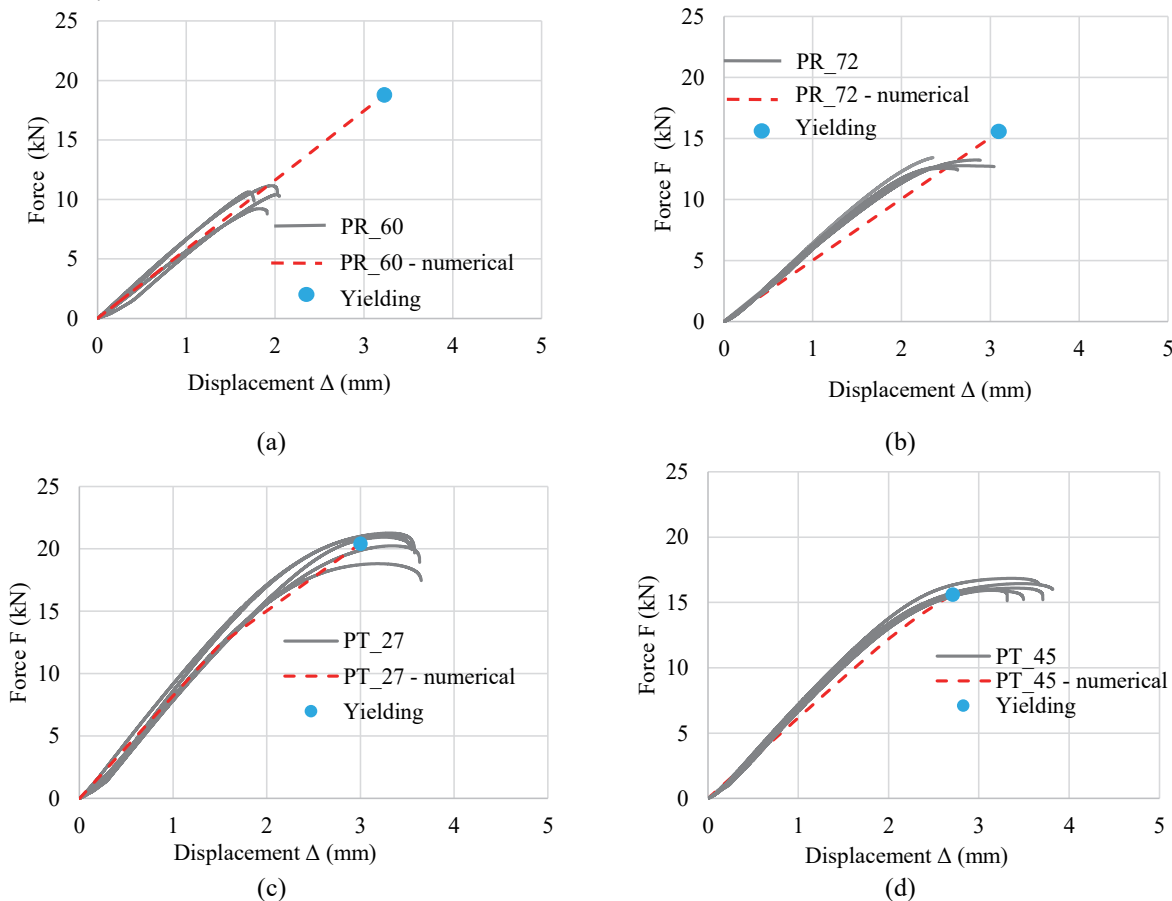 25
20
15
10
5
0
Force (kN)
PR_60
PR_60 - numerical
Yielding
0 1 2 3 4 5
Displacement Δ (mm)
(a)
25
20
15
10
5
0
Force F (kN)
PR_72
PR_72 - numerical
Yielding
0 1 2 3 4 5
Displacement Δ (mm)
(b)
25
20
15
10
5
0
Force F (kN)
PT_27
PT_27 - numerical
Yielding
0 1 2 3 4 5
Displacement Δ (mm)
(c)
25
20
15
10
5
0
Force F (kN)
PT_45
PT_45 - numerical
Yielding
0 1 2 3 4 5
Displacement Δ (mm)
(d)